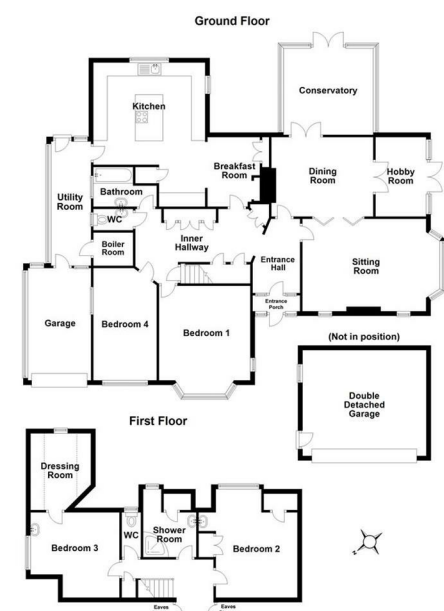 Ground Floor
Conservatory
Kitchen
Breakfast
Room
Dining
Room
Hobby
Room
Utility
Room
Bathroom
WC
Boiler
Room
Inner
Hallway
Entrance
Hall
Sitting
Room
Entrance
Porch
Garage
Bedroom 4
Bedroom 1
(Not in position)
Double
Detached
Garage
First Floor
Dressing
Room
Bedroom 3
WC
Shower
Room
Bedroom 2
Eaves
Eaves
N